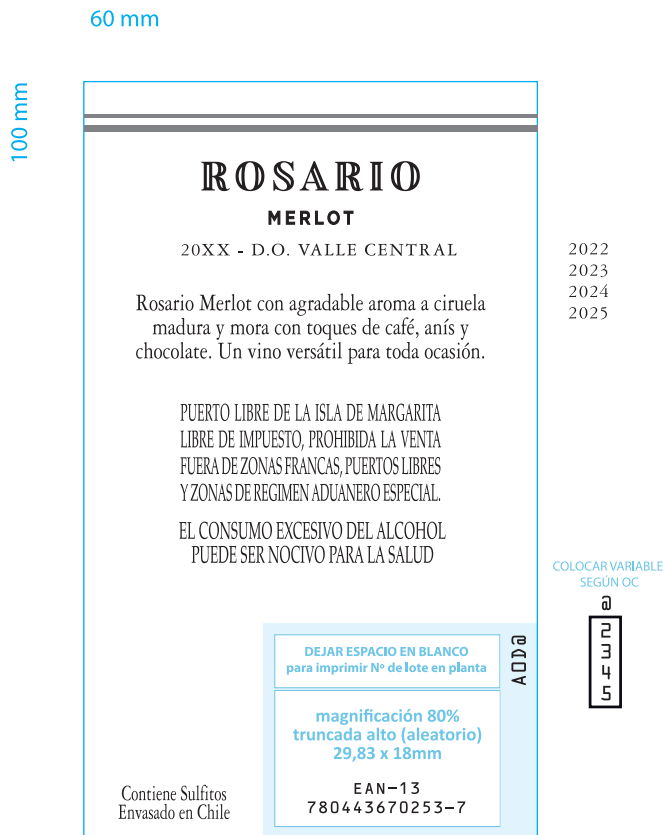 60 mm
100 mm
ROSARIO
MERLOT
20XX - D.O. VALLE CENTRAL
2022
2023
2024
2025
Rosario Merlot con agradable aroma a ciruela
madura y mora con toques de café, anís y
chocolate. Un vino versátil para toda ocasión.
PUERTO LIBRE DE LA ISLA DE MARGARITA
LIBRE DE IMPUESTO, PROHIBIDA LA VENTA
FUERA DE ZONAS FRANCAS, PUERTOS LIBRES
Y ZONAS DE REGIMEN ADUANERO ESPECIAL.
EL CONSUMO EXCESIVO DEL ALCOHOL
PUEDE SER NOCIVO PARA LA SALUD
COLOCAR VARIABLE
SEGÚN OC
@
2
3
4
5
DEJAR ESPACIO EN BLANCO
para imprimir Nº de lote en planta
A0D@
magnificación 80%
truncada alto (aleatorio)
29,83 x 18mm
EAN-13
780443670253-7
Contiene Sulfitos
Envasado en Chile